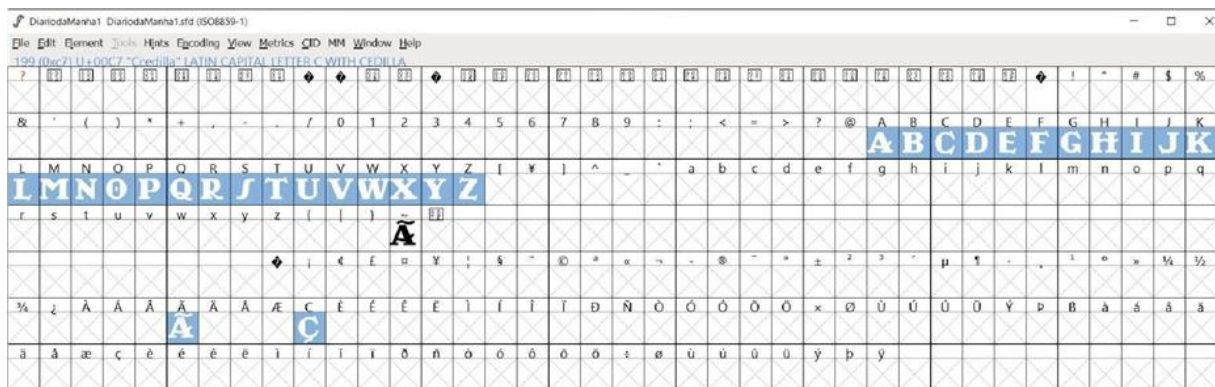 DiariodaManha1 DiariodaManha1.sfd (ISO8859-1)
File Edit Element Tools Hints Encoding View Metrics CID MM Window Help
199 (0xc7) U+00C7 "Ccedilla" LATIN CAPITAL LETTER C WITH CEDILLA
? ! " # $ %
& ' ( ) * + , - . / 0 1 2 3 4 5 6 7 8 9 : ; < = > ? @ A B C D E F G H I J K
A B C D E F G H I J K
L M N O P Q R S T U V W X Y Z [ ¥ ] ^ _ ` a b c d e f g h i j k l m n o p q
L M N O P Q R S T U V W X Y Z
r s t u v w x y z { | } ~
Ã
¡ ¢ £ ¤ ¥ ¦ § ¨ © ª « ¬ - ® ¯ ° ± ² ³ ´ µ ¶ · ¸ ¹ º » ¼ ½
¾ ¿ À Á Â Ã Ä Å Æ Ç È É Ê Ë Ì Í Î Ï Ð Ñ Ò Ó Ô Õ Ö × Ø Ù Ú Û Ü Ý Þ ß à á â ã
Ã Ç
ä å æ ç è é ê ë ì í î ï ð ñ ò ó ô õ ö ÷ ø ù ú û ü ý þ ÿ